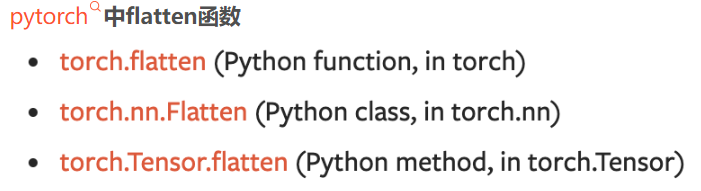 pytorch中flatten函数
• torch.flatten (Python function, in torch)
• torch.nn.Flatten (Python class, in torch.nn)
• torch.Tensor.flatten (Python method, in torch.Tensor)